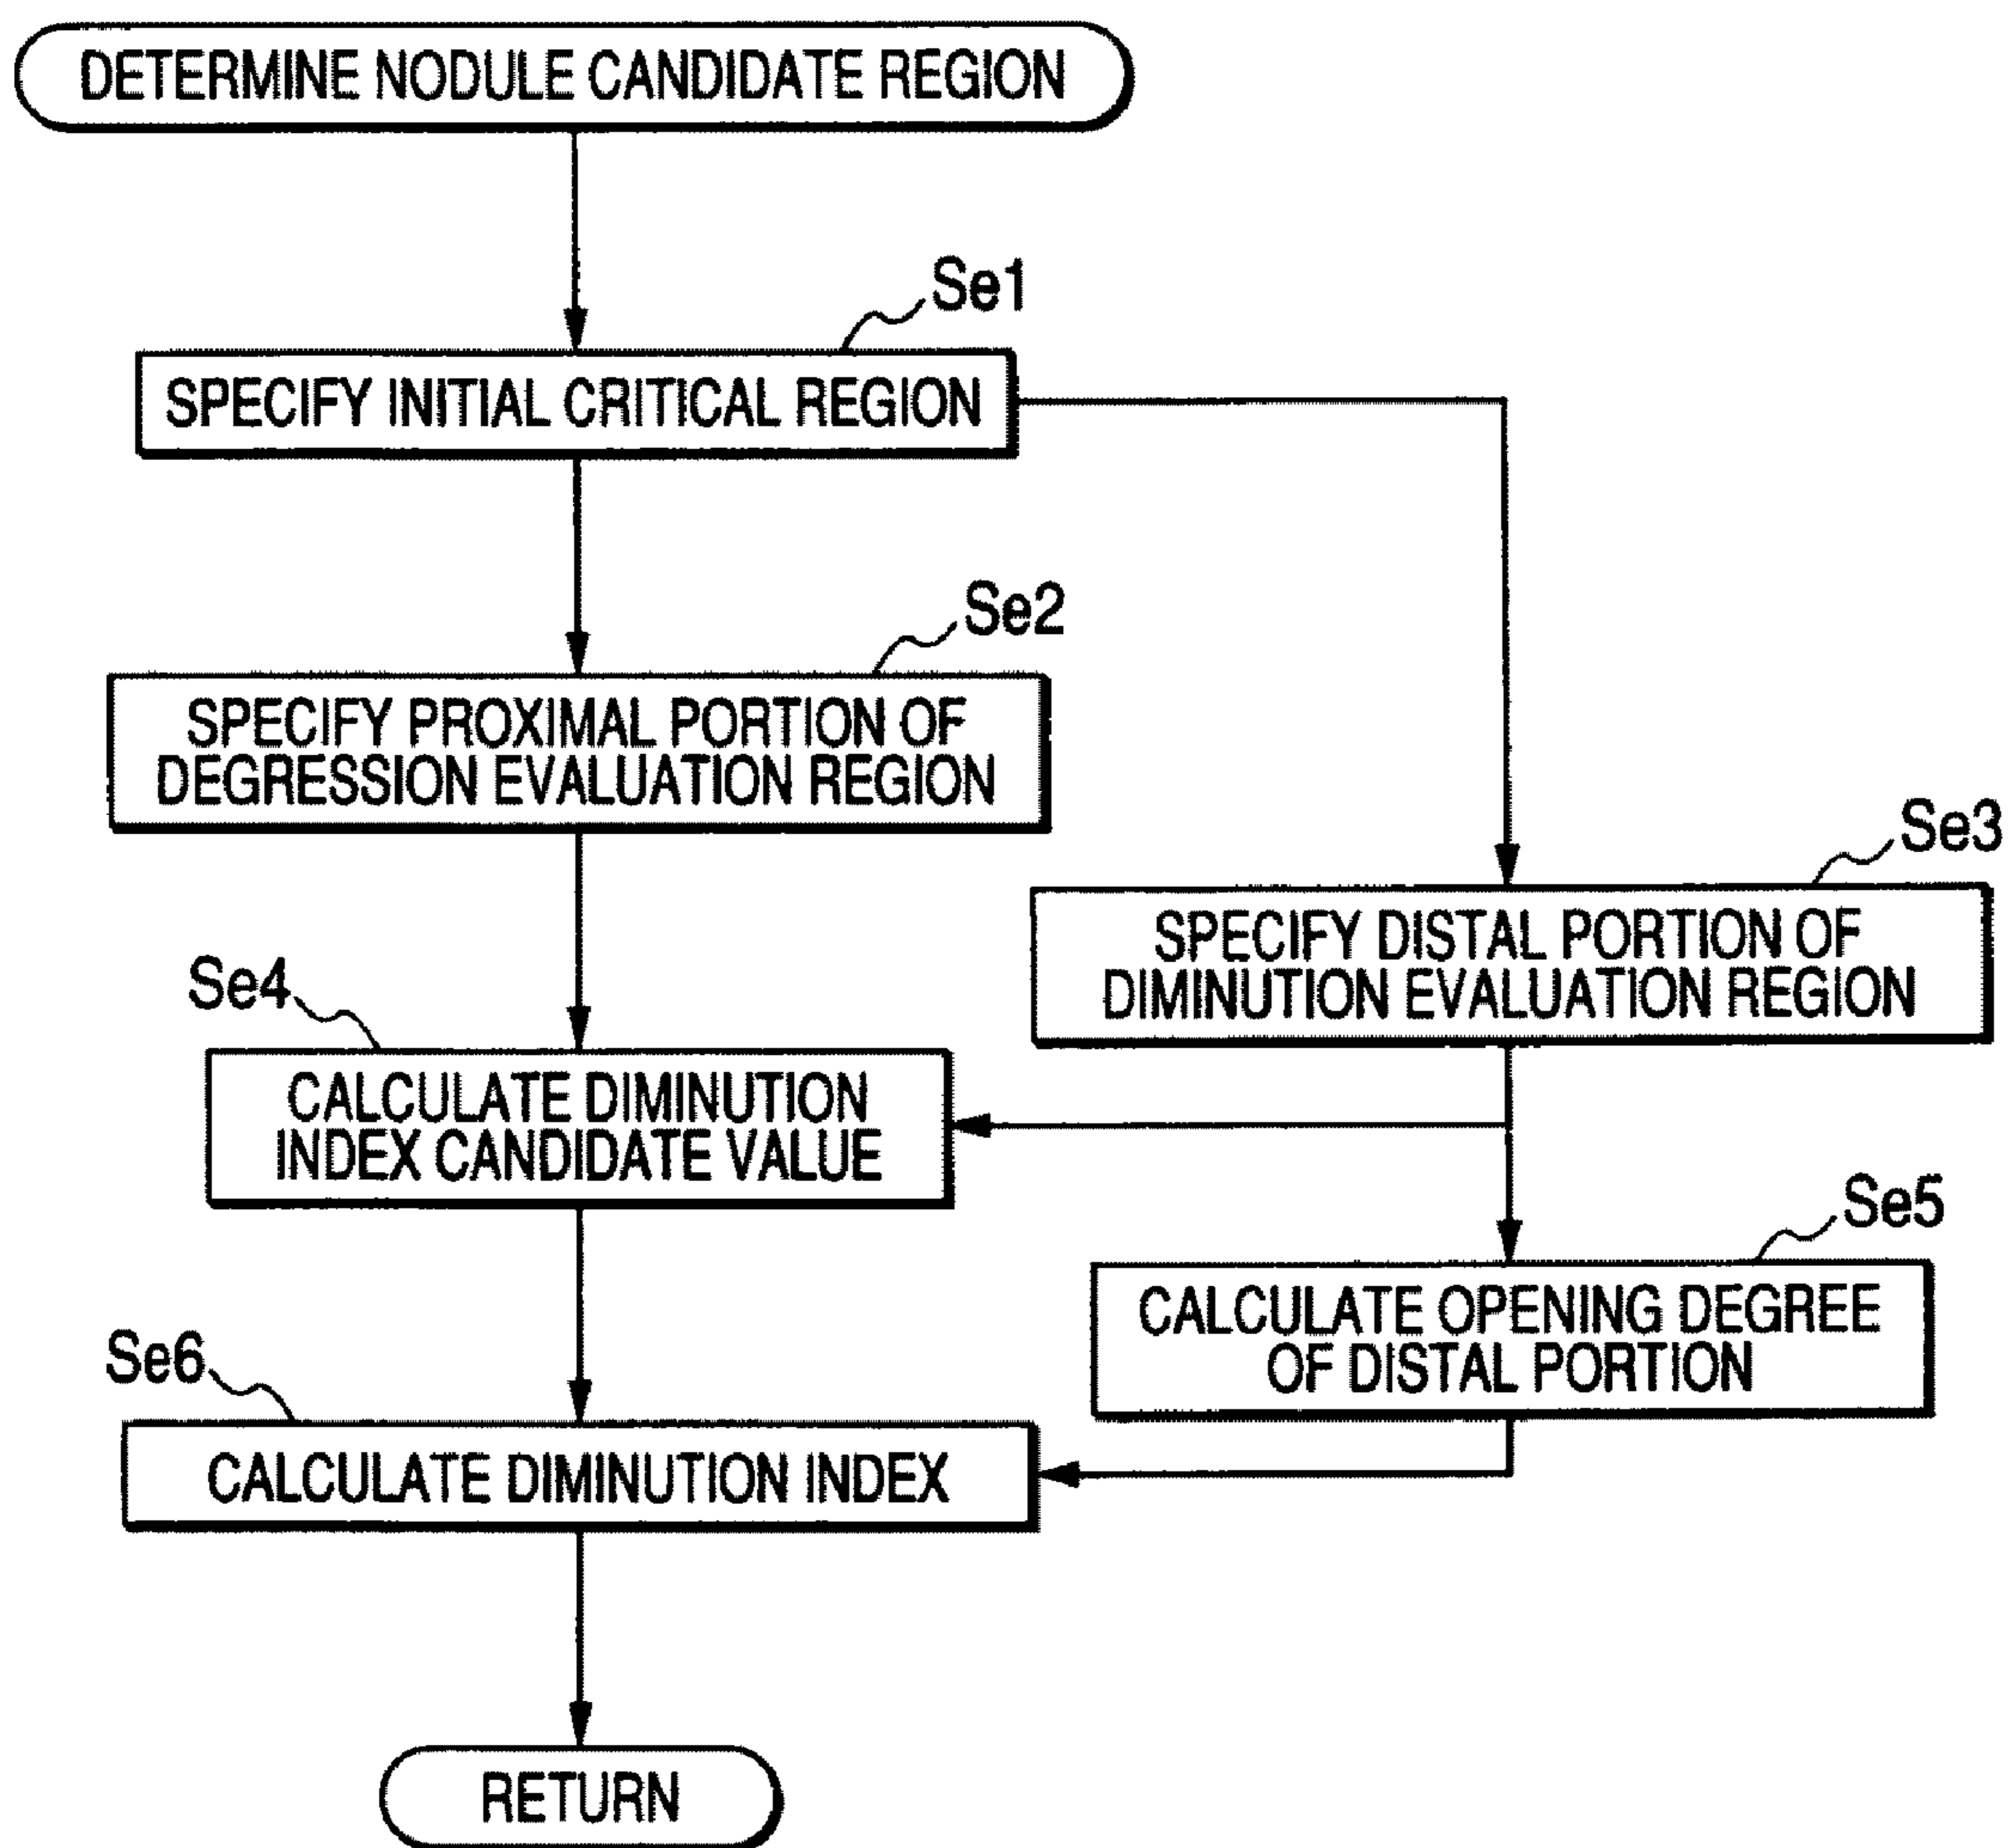 DETERMINE NODULE CANDIDATE REGION
Se1
SPECIFY INITIAL CRITICAL REGION
Se2
SPECIFY PROXIMAL PORTION OF
DEGRESSION EVALUATION REGION
Se3
SPECIFY DISTAL PORTION OF
DIMINUTION EVALUATION REGION
Se4
CALCULATE DIMINUTION
INDEX CANDIDATE VALUE
Se5
CALCULATE OPENING DEGREE
OF DISTAL PORTION
Se6
CALCULATE DIMINUTION INDEX
RETURN